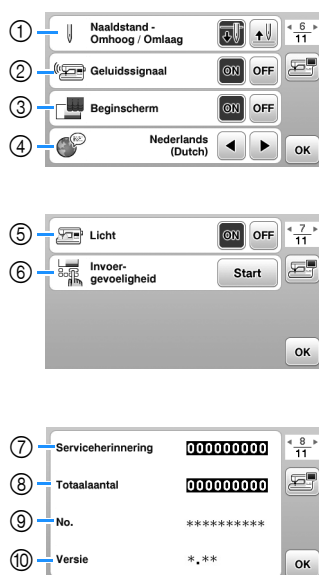 ① Naaldstand - Omhoog / Omlaag
6
11
② Geluidssignaal ON OFF
③ Beginscherm ON OFF
④ Nederlands (Dutch)
OK
⑤ Licht ON OFF
7
11
⑥ Invoer- gevoeligheid Start
OK
⑦ Serviceherinnering 000000000
8
11
⑧ Totaalaantal 000000000
⑨ No. **********
⑩ Versie *.**
OK